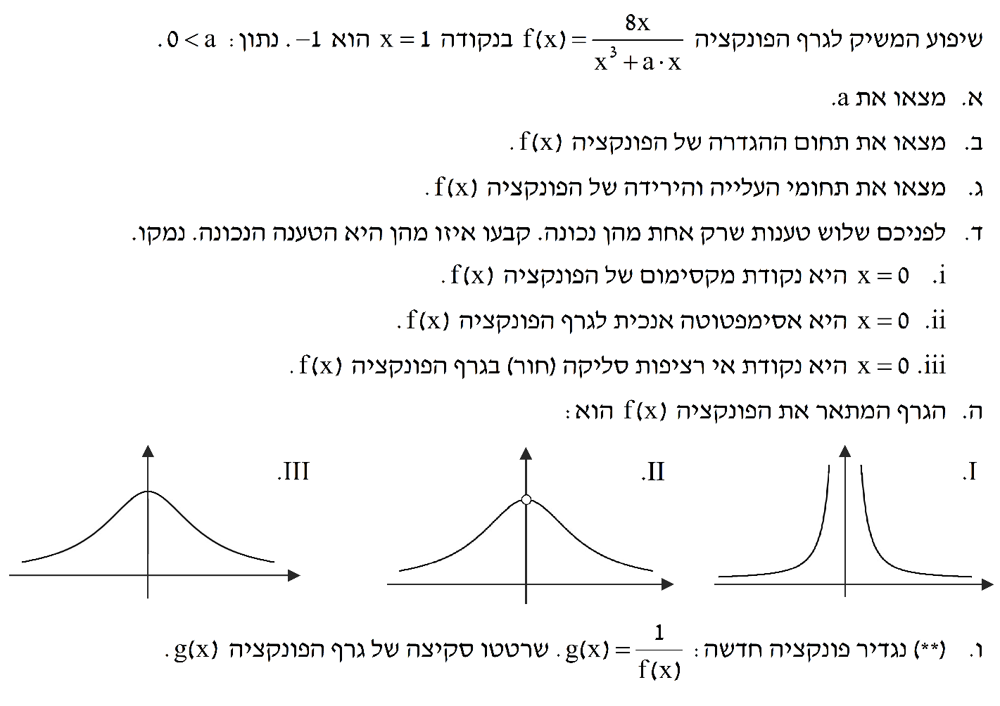 שיפוע המשיק לגרף הפונקציה f(x) = 8x / (x³ + a·x) בנקודה x = 1 הוא −1. נתון: 0 < a.
א. מצאו את a.
ב. מצאו את תחום ההגדרה של הפונקציה f(x).
ג. מצאו את תחומי העלייה והירידה של הפונקציה f(x).
ד. לפניכם שלוש טענות שרק אחת מהן נכונה. קבעו איזו מהן היא הטענה הנכונה. נמקו.
i. x = 0 היא נקודת מקסימום של הפונקציה f(x).
ii. x = 0 היא אסימפטוטה אנכית לגרף הפונקציה f(x).
iii. x = 0 היא נקודת אי רציפות סליקה (חור) בגרף הפונקציה f(x).
ה. הגרף המתאר את הפונקציה f(x) הוא:
I. II. III.
ו. (**) נגדיר פונקציה חדשה: g(x) = 1 / f(x). שרטטו סקיצה של גרף הפונקציה g(x).